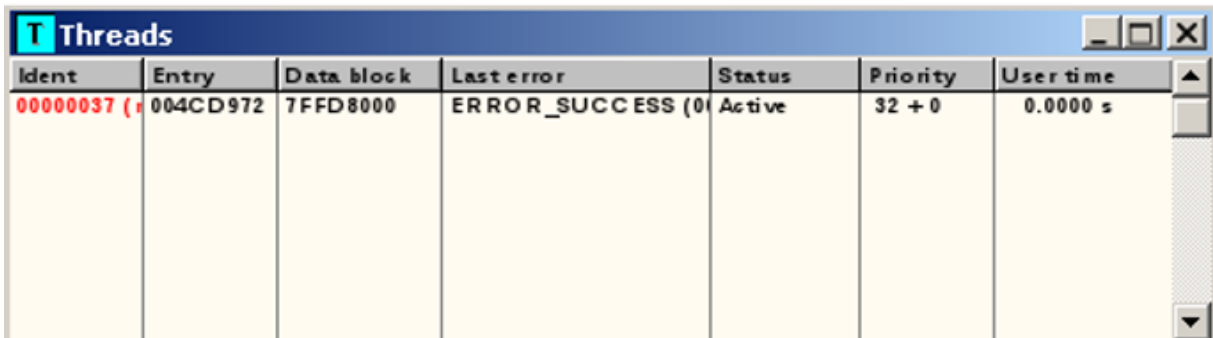 T Threads
Ident Entry Data block Last error Status Priority User time
00000037 ( 004CD972 7FFD8000 ERROR_SUCCESS (0 Active 32 + 0 0.0000 s